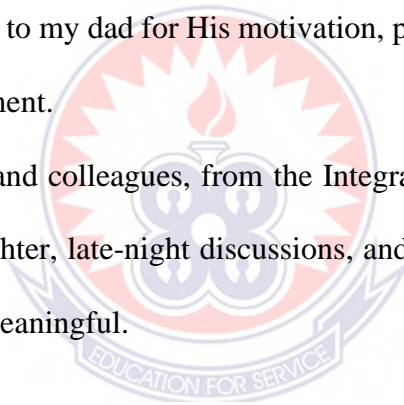 to my dad for His motivation, p
nent.
and colleagues, from the Integra
hter, late-night discussions, and
eaningful.
EDUCATION FOR SERVICE